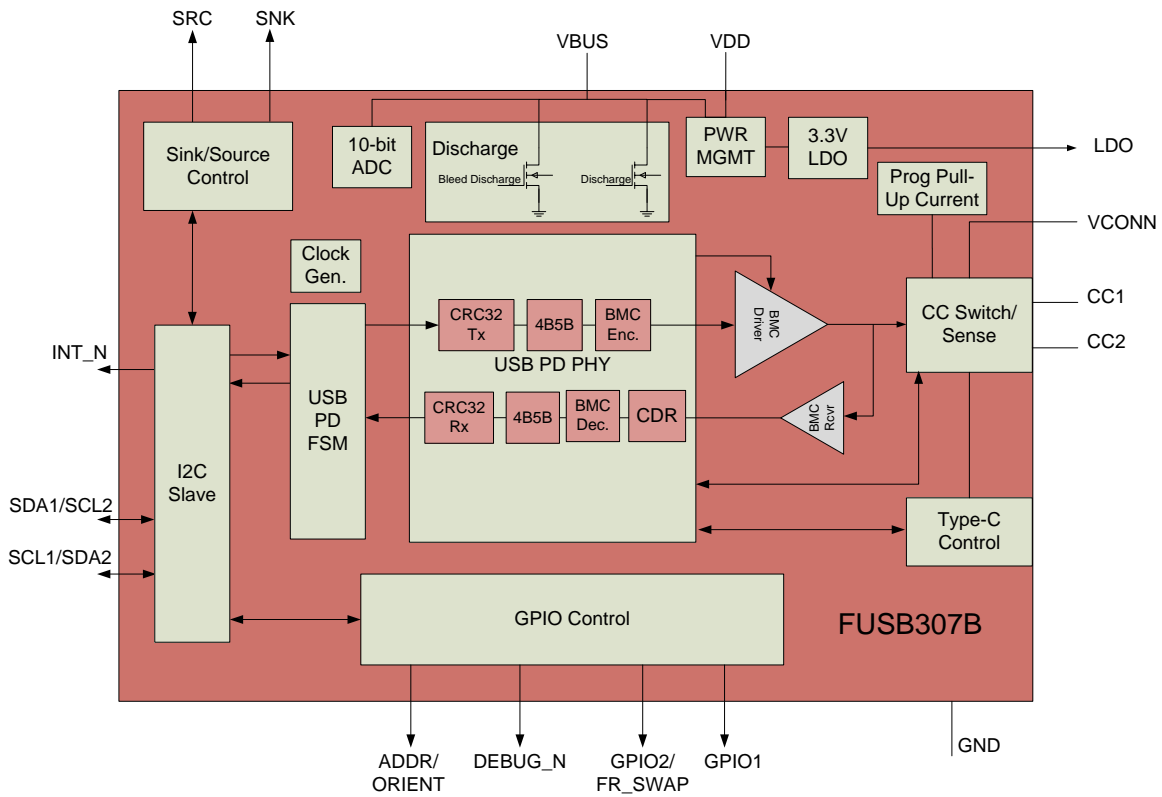 SRC
SNK
VBUS
VDD
Sink/Source
Control
10-bit
ADC
Discharge
Bleed Discharge
Discharge
PWR
MGMT
3.3V
LDO
LDO
Prog Pull-
Up Current
VCONN
Clock
Gen.
CRC32
Tx
4B5B
BMC
Enc.
BMC
Driver
CC Switch/
Sense
CC1
CC2
INT_N
USB PD PHY
USB
PD
FSM
CRC32
Rx
4B5B
BMC
Dec.
CDR
BMC
Rcvr
I2C
Slave
SDA1/SCL2
SCL1/SDA2
Type-C
Control
GPIO Control
FUSB307B
ADDR/
ORIENT
DEBUG_N
GPIO2/
FR_SWAP
GPIO1
GND